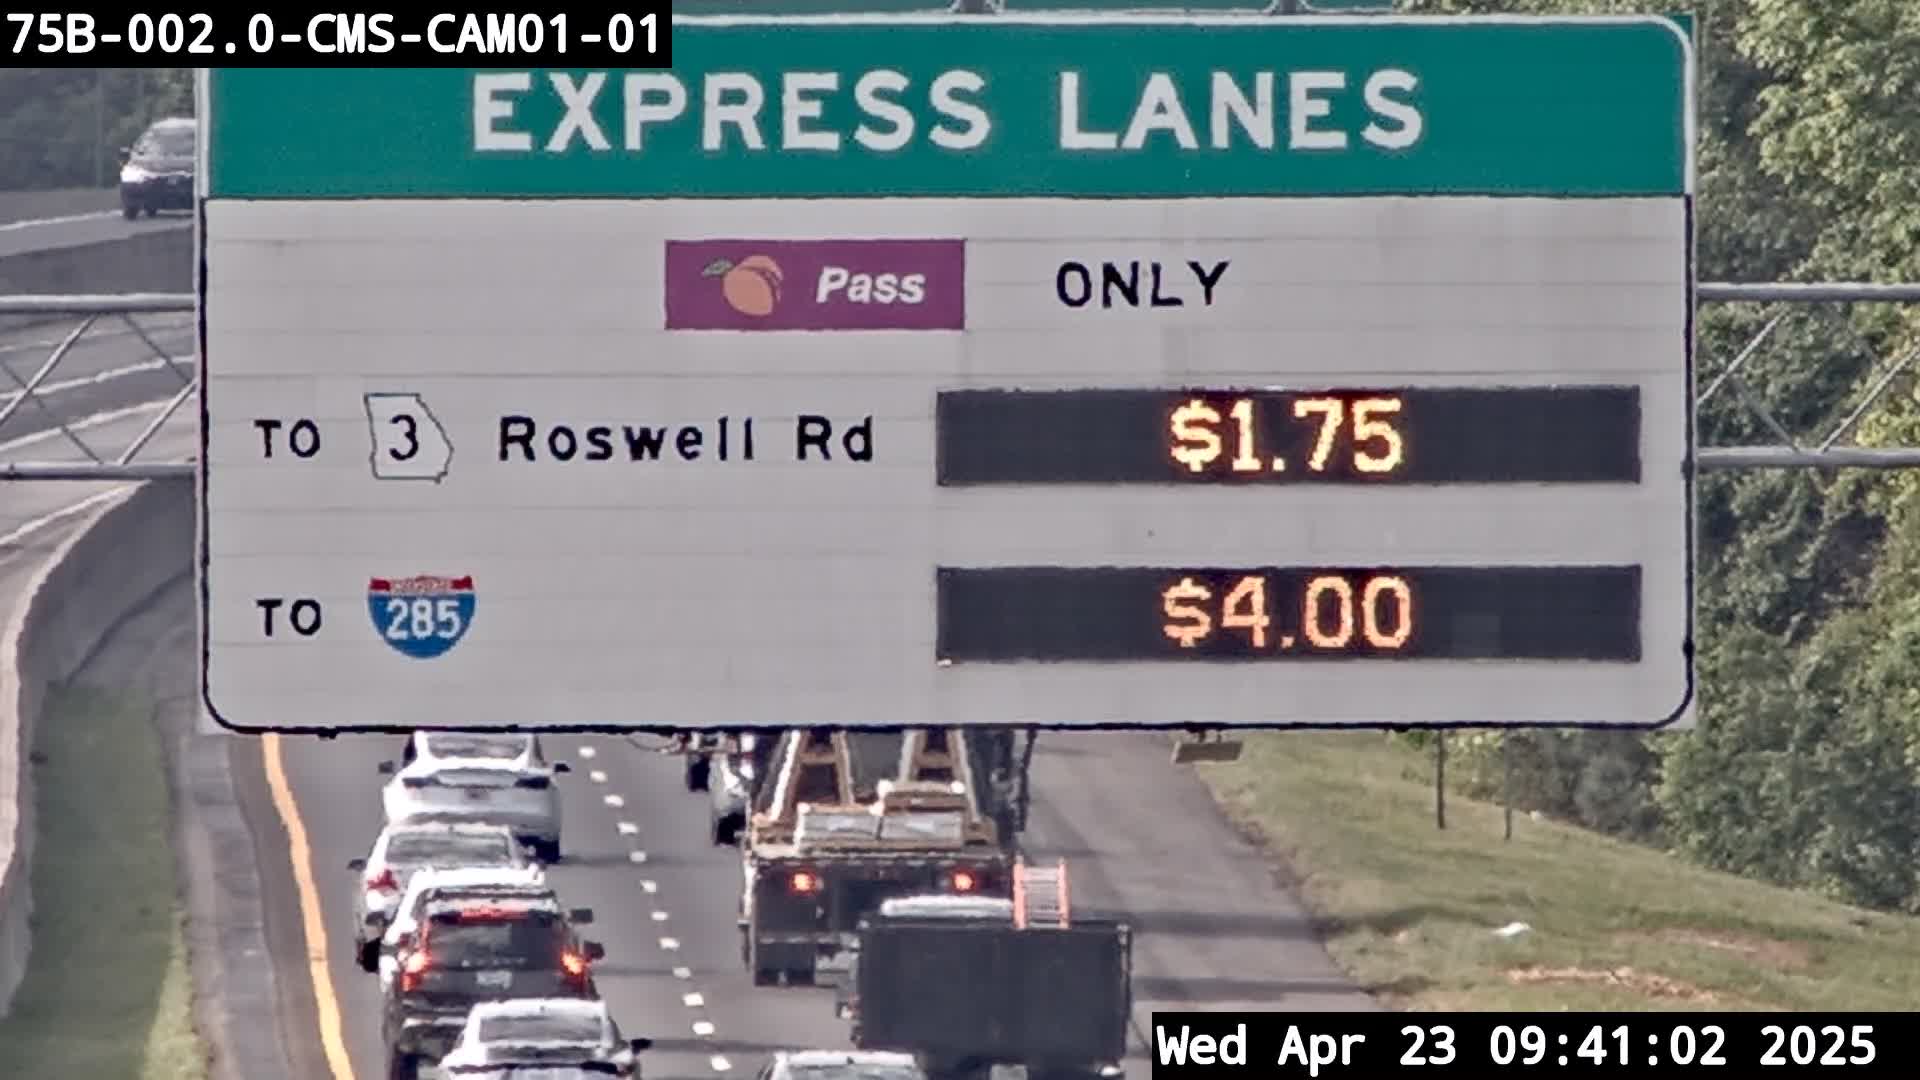 75B-002.0-CMS-CAM01-01
EXPRESS LANES
Pass ONLY
TO 3 Roswell Rd $1.75
TO 285 $4.00
Wed Apr 23 09:41:02 2025